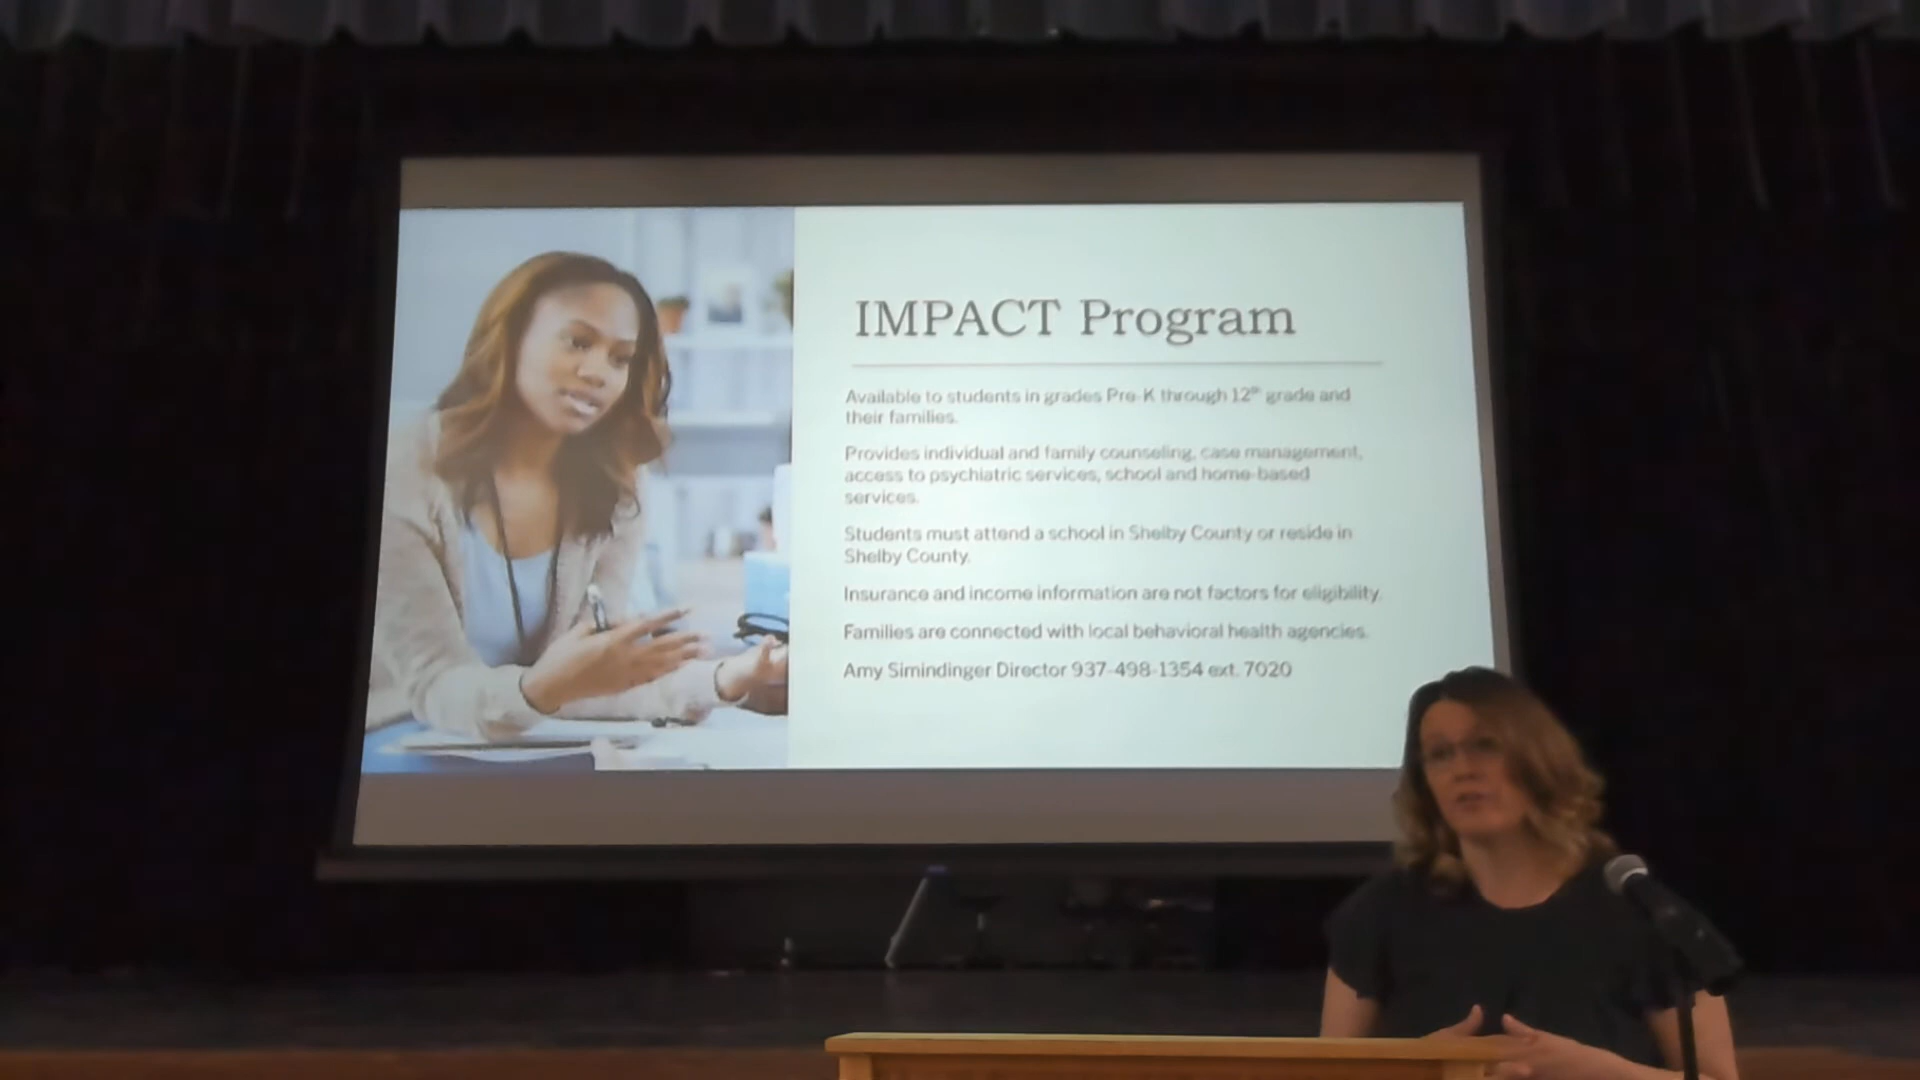 IMPACT Program
Available to students in grades Pre-K through 12th grade and
their families.
Provides individual and family counseling, case management,
access to psychiatric services, school and home-based
services.
Students must attend a school in Shelby County or reside in
Shelby County.
Insurance and income information are not factors for eligibility.
Families are connected with local behavioral health agencies.
Amy Simindinger Director 937-498-1354 ext. 7020